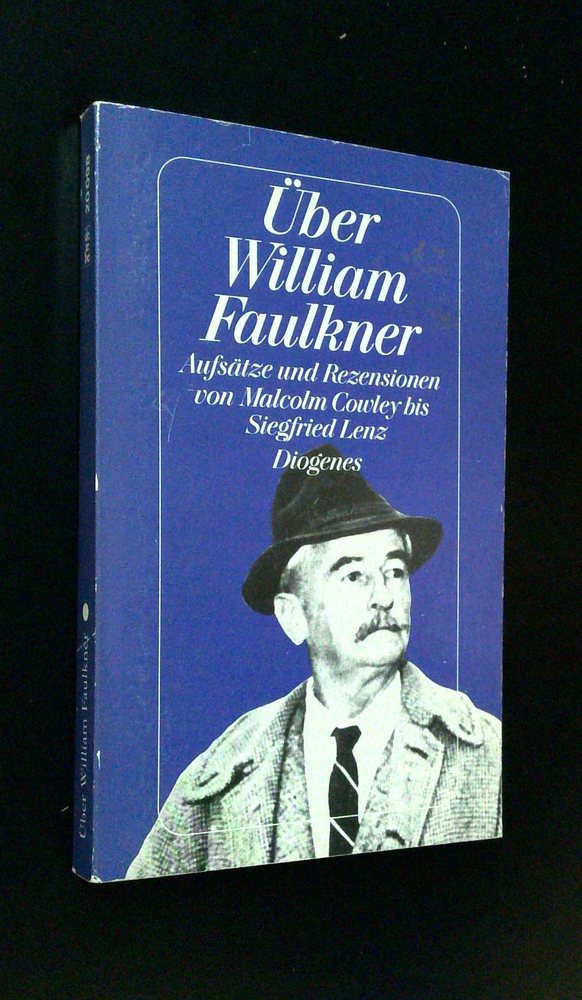 Über
William
Faulkner
Aufsätze und Rezensionen
von Malcolm Cowley bis
Siegfried Lenz
Diogenes
Über William Faulkner